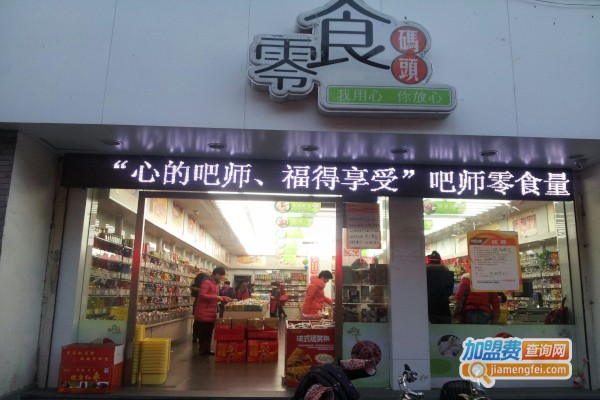 零食
碼頭
我用心 你放心
“心的吧师、福得享受”吧师零食量
加盟费查询网
jiamengfei.com